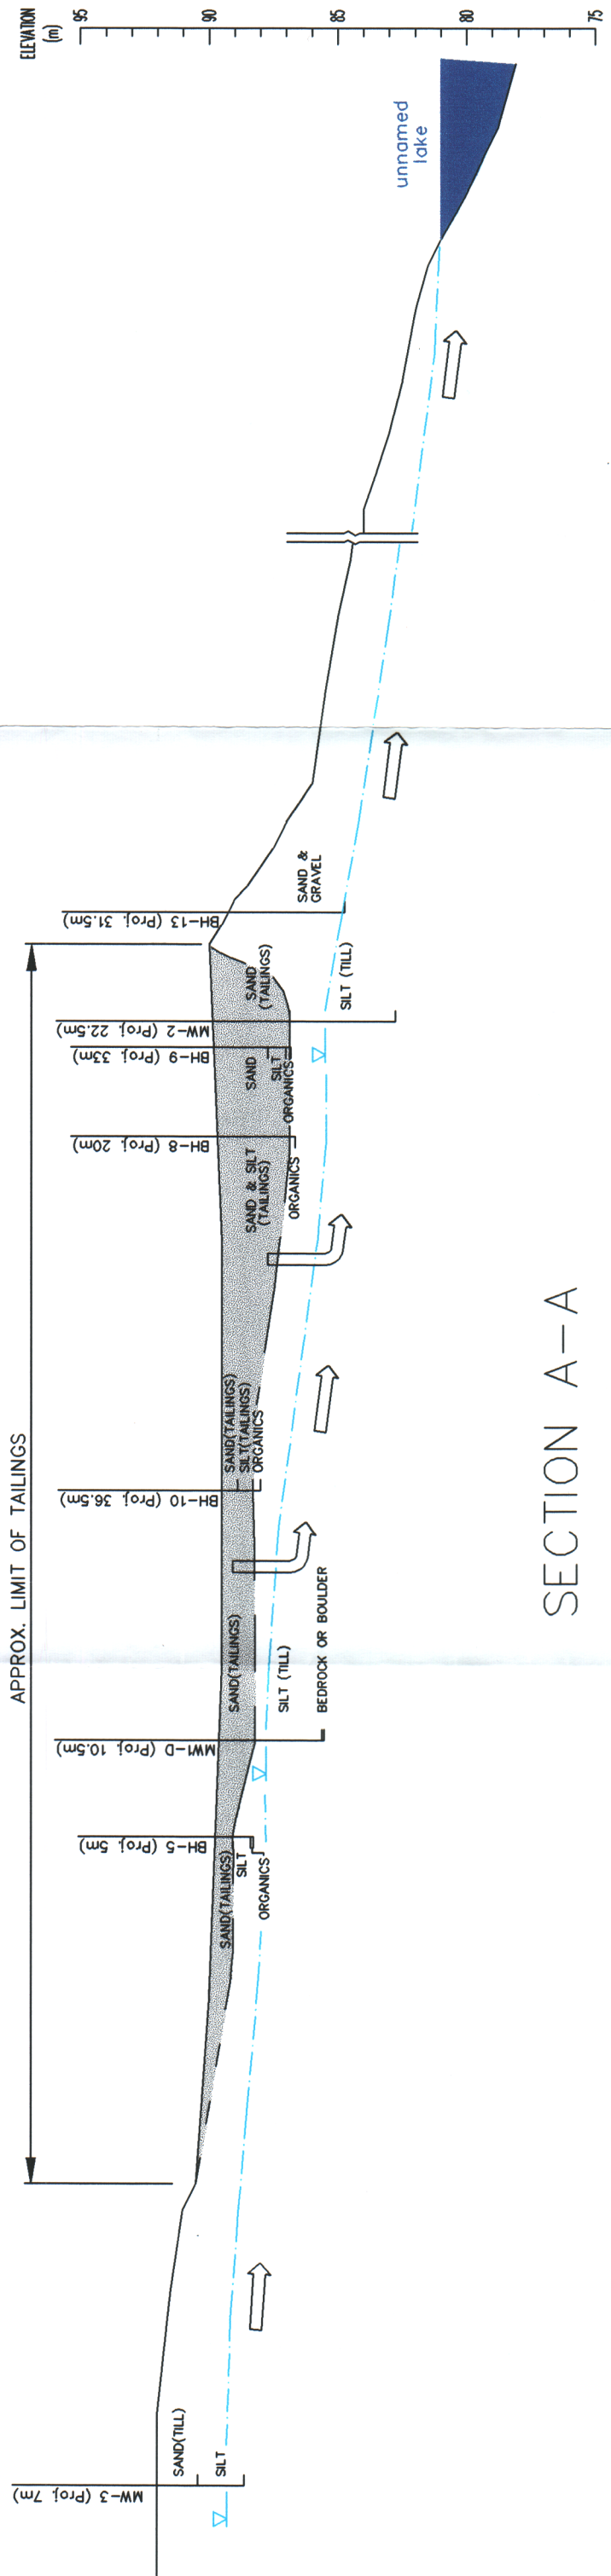 ELEVATION
(m)
95
90
85
80
75
unnamed
lake
APPROX. LIMIT OF TAILINGS
BH-13 (Proj. 31.5m)
SAND &
GRAVEL
MW-2 (Proj. 22.5m)
SAND
(TAILINGS)
SILT (TILL)
BH-9 (Proj. 33m)
SAND
SILT
ORGANICS
BH-8 (Proj. 20m)
SAND & SILT
(TAILINGS)
ORGANICS
BH-10 (Proj. 36.5m)
SAND(TAILINGS)
SILT(TAILINGS)
ORGANICS
MW1-D (Proj. 10.5m)
SAND(TAILINGS)
SILT (TILL)
BEDROCK OR BOULDER
BH-5 (Proj. 5m)
SAND(TAILINGS)
SILT
ORGANICS
MW-3 (Proj. 7m)
SAND(TILL)
SILT
SECTION A-A